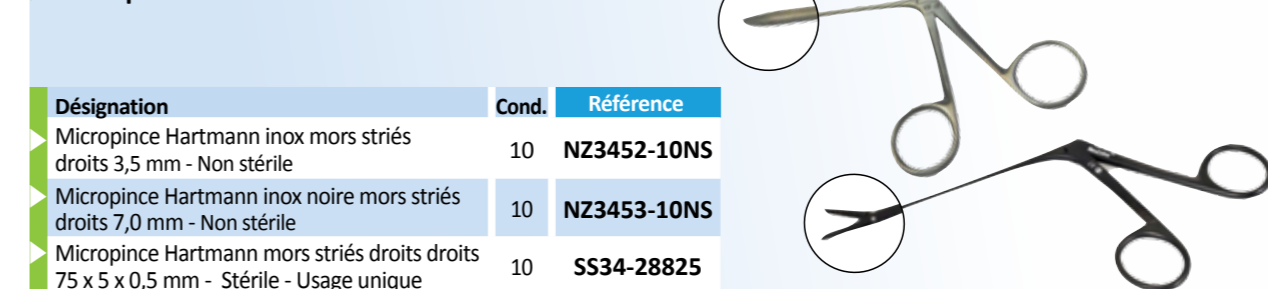 Désignation Cond. Référence
Micropince Hartmann inox mors striés
droits 3,5 mm - Non stérile 10 NZ3452-10NS
Micropince Hartmann inox noire mors striés
droits 7,0 mm - Non stérile 10 NZ3453-10NS
Micropince Hartmann mors striés droits droits
75 x 5 x 0,5 mm - Stérile - Usage unique 10 SS34-28825